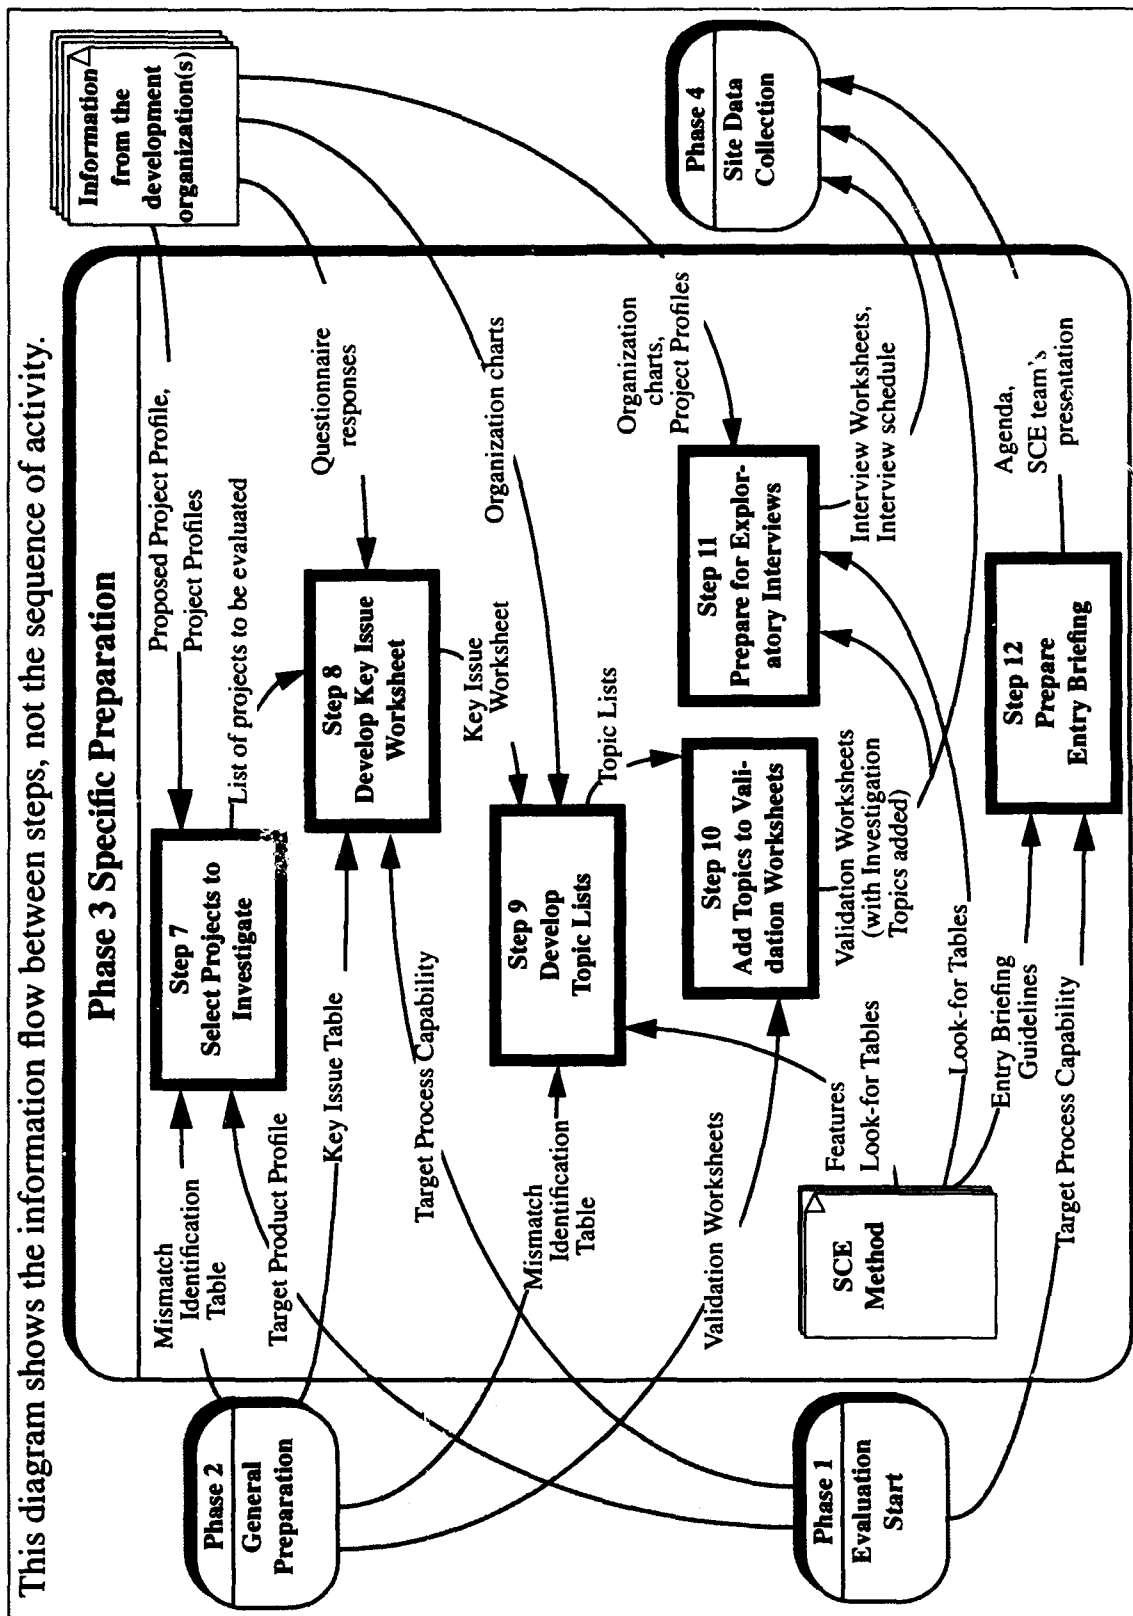 This diagram shows the information flow between steps, not the sequence of activity.
Phase 3 Specific Preparation
Phase 2
General
Preparation
Phase 1
Evaluation
Start
Information
from the
development
organization(s)
Phase 4
Site Data
Collection
Mismatch
Identification
Table
Target Product Profile
Step 7
Select Projects to
Investigate
Proposed Project Profile,
Project Profiles
List of projects to be evaluated
Key Issue Table
Target Process Capability
Step 8
Develop Key Issue
Worksheet
Questionnaire
responses
Key Issue
Worksheet
Organization charts
Mismatch
Identification
Table
Step 9
Develop
Topic Lists
Topic Lists
Features
Look-for Tables
Validation Worksheets
Step 10
Add Topics to Vali-
dation Worksheets
Validation Worksheets
(with Investigation
Topics added)
Organization
charts,
Project Profiles
Step 11
Prepare for Explor-
atory Interviews
Interview Worksheets,
Interview schedule
SCE
Method
Look-for Tables
Entry Briefing
Guidelines
Target Process Capability
Step 12
Prepare
Entry Briefing
Agenda,
SCE team's
presentation